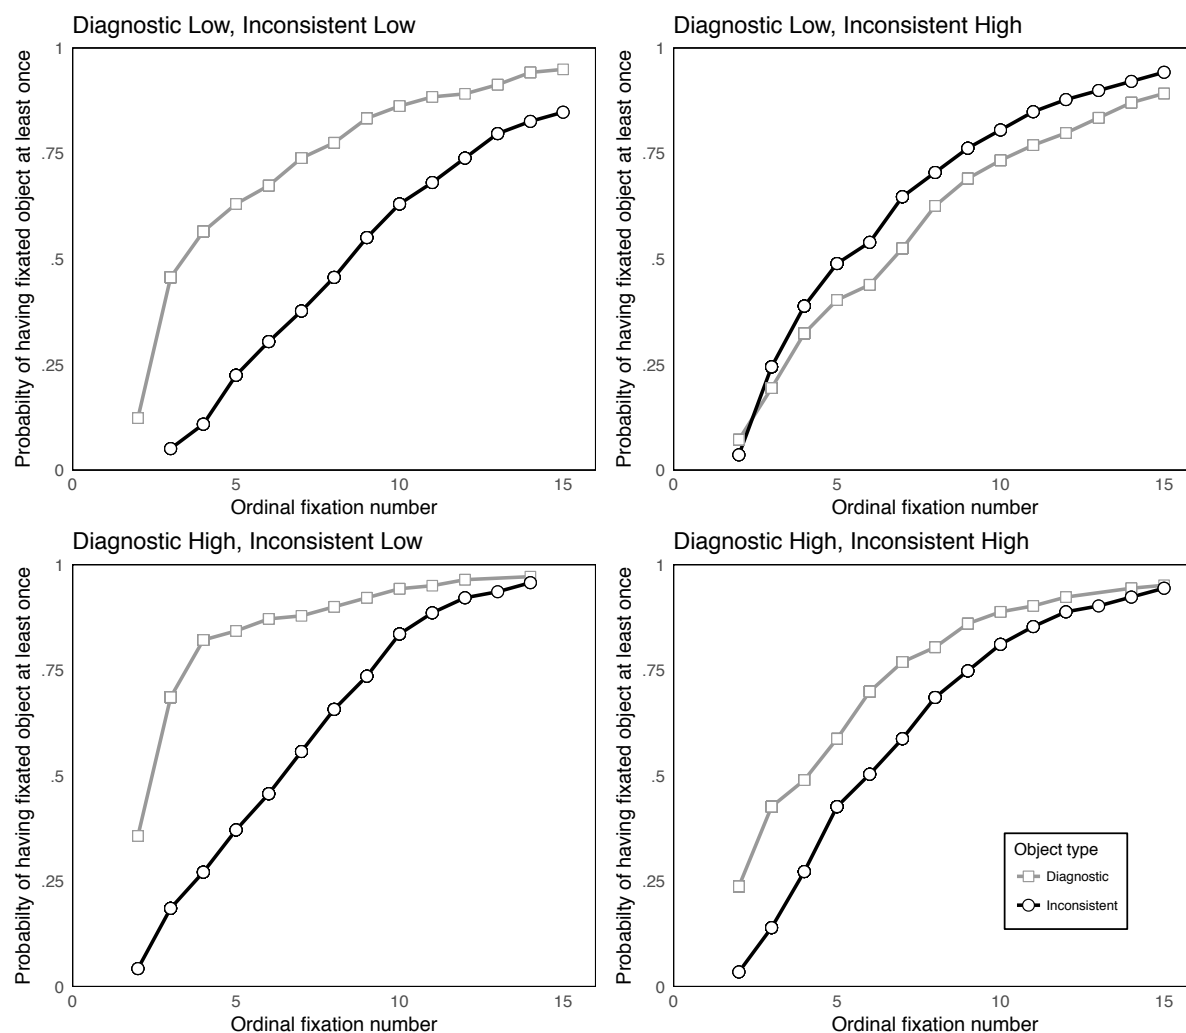 Diagnostic Low, Inconsistent Low
Probabilty of having fixated object at least once
1
.75
.5
.25
0
0 5 10 15
Ordinal fixation number
Diagnostic Low, Inconsistent High
Probabilty of having fixated object at least once
1
.75
.5
.25
0
0 5 10 15
Ordinal fixation number
Diagnostic High, Inconsistent Low
Probabilty of having fixated object at least once
1
.75
.5
.25
0
0 5 10 15
Ordinal fixation number
Diagnostic High, Inconsistent High
Probabilty of having fixated object at least once
1
.75
.5
.25
0
0 5 10 15
Ordinal fixation number
Object type
Diagnostic
Inconsistent